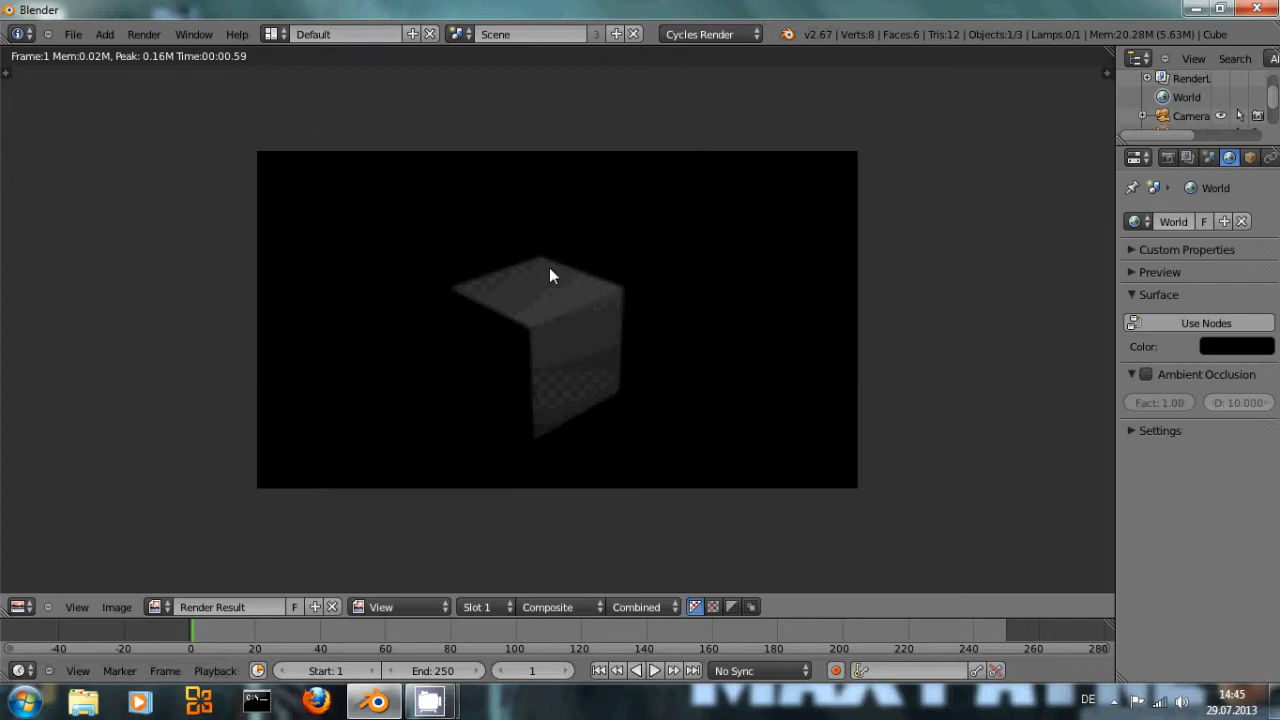 Blender
File Add Render Window Help Default Scene 3 Cycles Render v2.67 | Verts:8 | Faces:6 | Tris:12 | Objects:1/3 | Lamps:0/1 | Mem:20.28M (5.63M) | Cube
Frame:1 Mem:0.02M, Peak: 0.16M Time:00:00.59
View Search Al
RenderL
World
Camera
World
World F
Custom Properties
Preview
Surface
Use Nodes
Color:
Ambient Occlusion
Fact: 1.00 D: 10.000
Settings
View Image Render Result F View Slot 1 Composite Combined
-40 -20 0 20 40 60 80 100 120 140 160 180 200 220 240 260 280
View Marker Frame Playback Start: 1 End: 250 1 No Sync
DE 14:45
29.07.2013